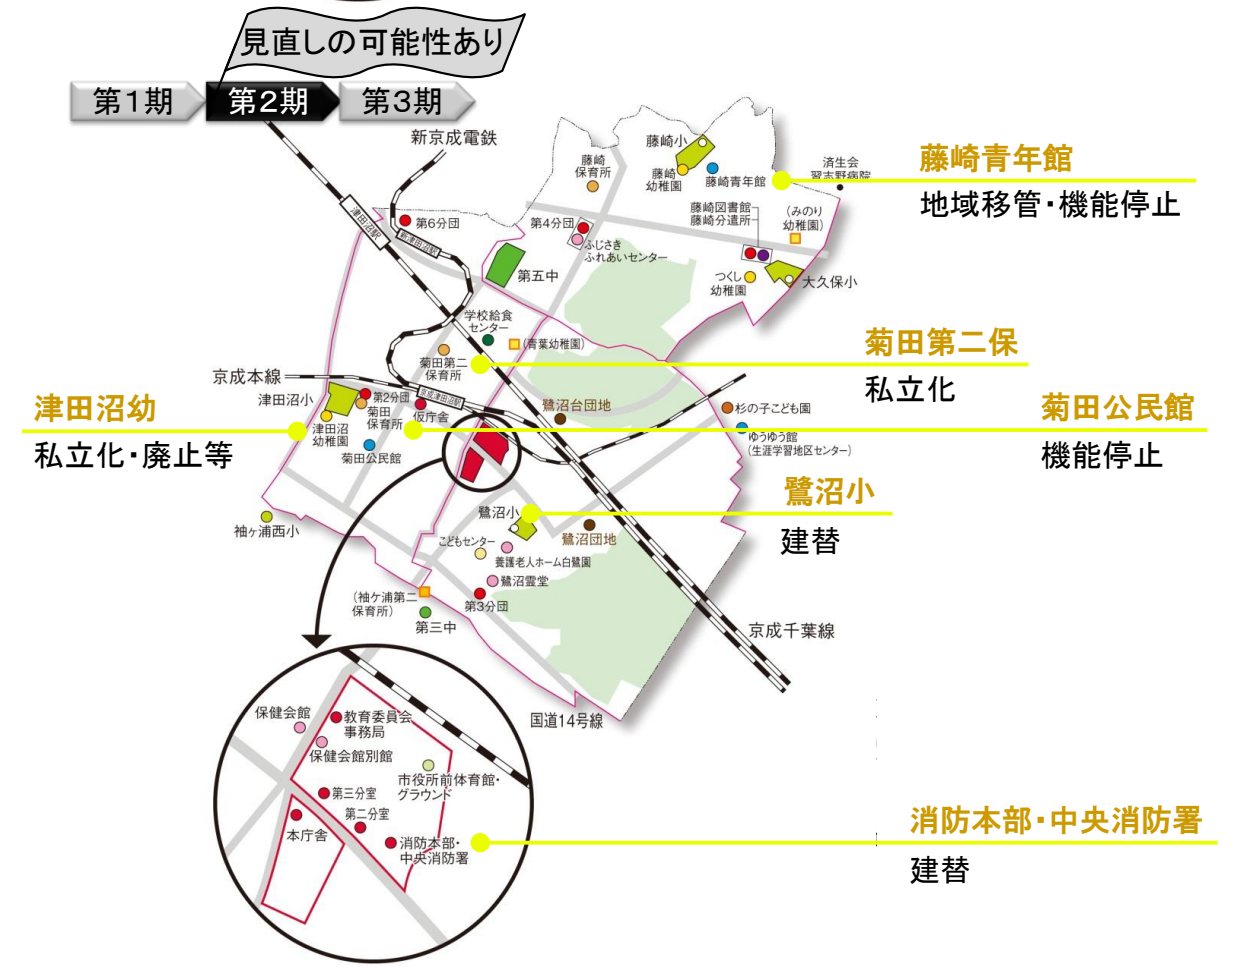 見直しの可能性あり
第1期
第2期
第3期
新京成電鉄
藤崎小
藤崎
保育所
藤崎
幼稚園
藤崎青年館
済生会
習志野病院
藤崎青年館
地域移管・機能停止
津田沼駅
第6分団
新津田沼駅
第4分団
藤崎図書館
藤崎分遣所
(みのり
幼稚園)
ふじさき
ふれあいセンター
第五中
つくし
幼稚園
大久保小
学校給食
センター
(青葉幼稚園)
菊田第二
保育所
菊田第二保
私立化
京成本線
京成津田沼駅
津田沼小
第2分団
菊田
保育所
仮庁舎
津田沼
幼稚園
菊田公民館
津田沼幼
私立化・廃止等
鷺沼台団地
杉の子こども園
ゆうゆう館
(生涯学習地区センター)
菊田公民館
機能停止
鷺沼小
建替
袖ヶ浦西小
鷺沼小
鷺沼団地
こどもセンター
養護老人ホーム白鷺園
鷺沼霊堂
第3分団
(袖ケ浦第二
保育所)
第三中
京成千葉線
国道14号線
保健会館
教育委員会
事務局
保健会館別館
市役所前体育館・
グラウンド
第三分室
第二分室
本庁舎
消防本部・
中央消防署
消防本部・中央消防署
建替